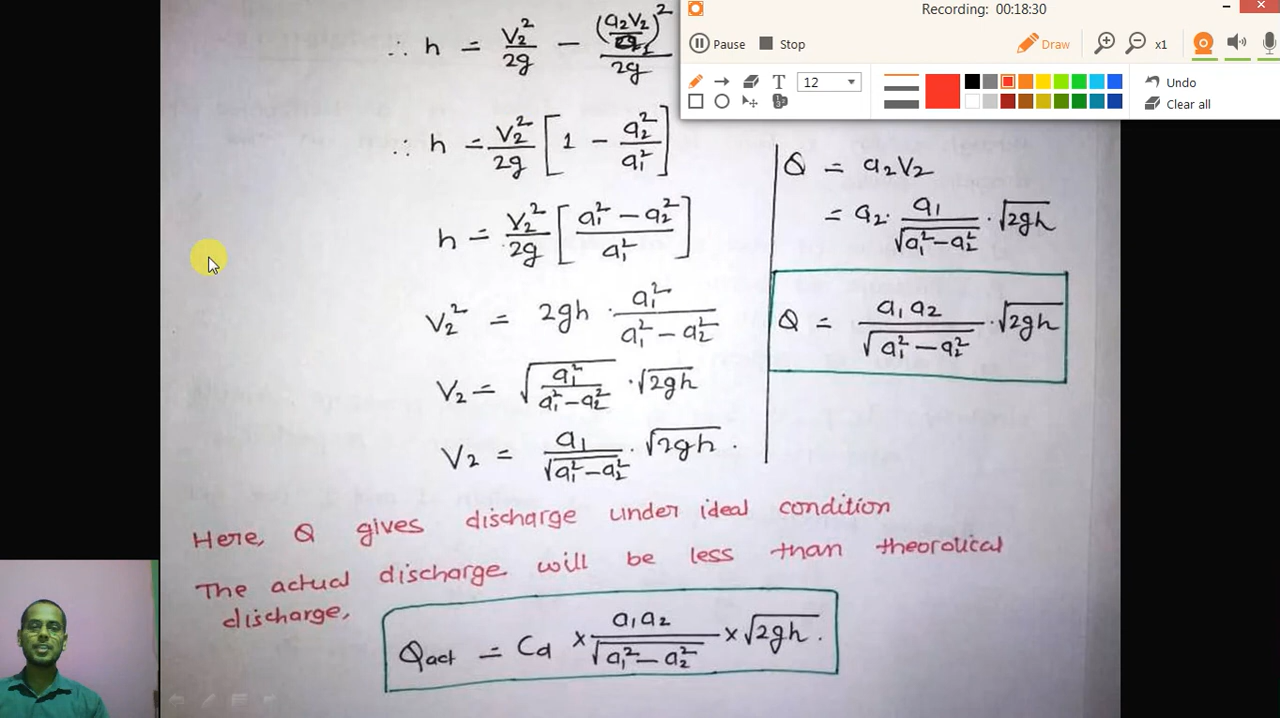 Recording: 00:18:30
Pause Stop Draw x1
T 12 Undo
Clear all
∴ h = V₂²/2g − (a₂V₂/a₁)²/2g
∴ h = V₂²/2g [1 − a₂²/a₁²]
h = V₂²/2g [a₁² − a₂²/a₁²]
V₂² = 2gh · a₁²/a₁² − a₂²
V₂ = √a₁²/a₁²−a₂² · √2gh
V₂ = a₁/√a₁²−a₂² · √2gh .
Q = a₂V₂
= a₂ · a₁/√a₁²−a₂² · √2gh
Q = a₁a₂/√a₁²−a₂² · √2gh
Here, Q gives discharge under ideal condition
The actual discharge will be less than theorotical
discharge,
Qact = Cd × a₁a₂/√a₁²−a₂² × √2gh .